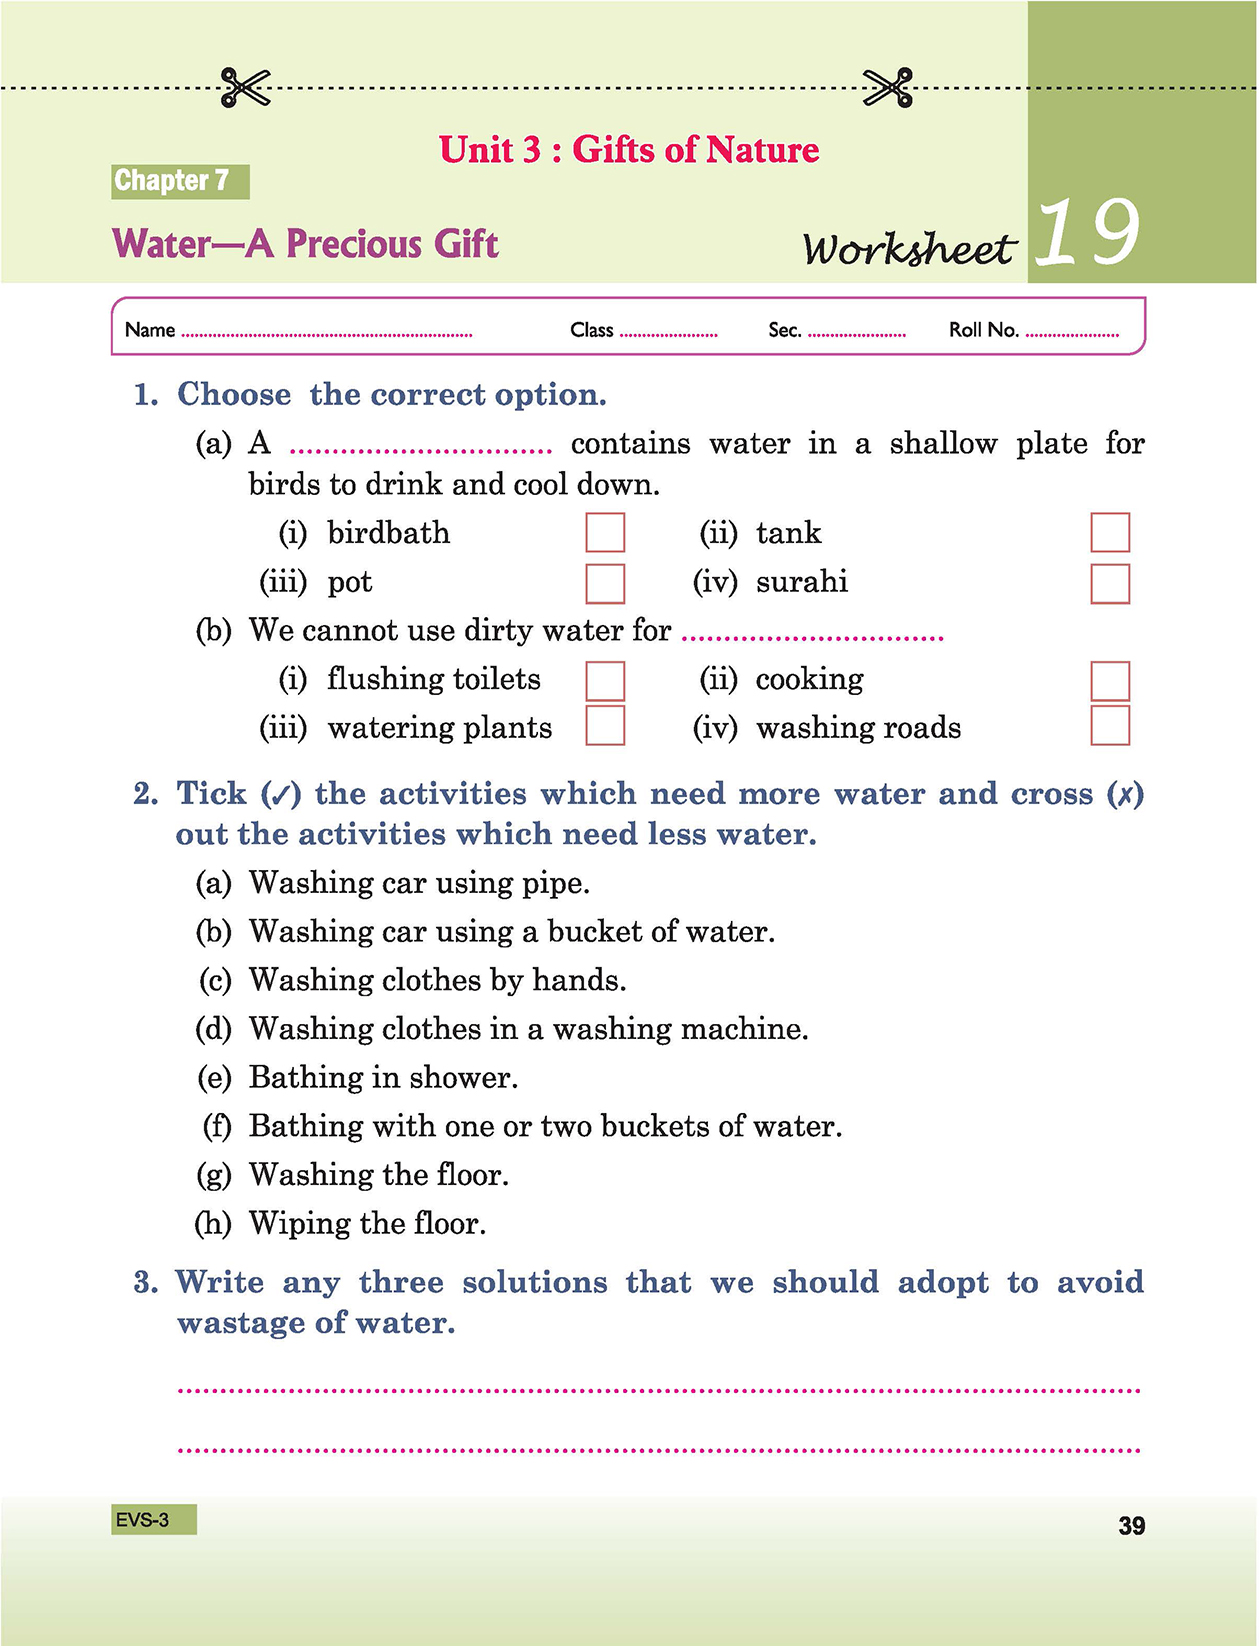 Unit 3 : Gifts of Nature
Chapter 7
Water—A Precious Gift
Worksheet 19
Name ........................ Class ........................ Sec. ........................ Roll No. ........................
1. Choose the correct option.
(a) A ........................ contains water in a shallow plate for
birds to drink and cool down.
(i) birdbath (ii) tank
(iii) pot (iv) surahi
(b) We cannot use dirty water for ........................
(i) flushing toilets (ii) cooking
(iii) watering plants (iv) washing roads
2. Tick (✓) the activities which need more water and cross (✗)
out the activities which need less water.
(a) Washing car using pipe.
(b) Washing car using a bucket of water.
(c) Washing clothes by hands.
(d) Washing clothes in a washing machine.
(e) Bathing in shower.
(f) Bathing with one or two buckets of water.
(g) Washing the floor.
(h) Wiping the floor.
3. Write any three solutions that we should adopt to avoid
wastage of water.
EVS-3
39